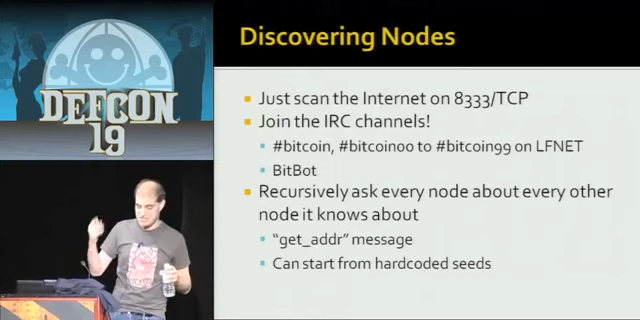 DEFCON
19
Discovering Nodes
Just scan the Internet on 8333/TCP
Join the IRC channels!
#bitcoin, #bitcoin00 to #bitcoin99 on LFNET
BitBot
Recursively ask every node about every other
node it knows about
“get_addr” message
Can start from hardcoded seeds